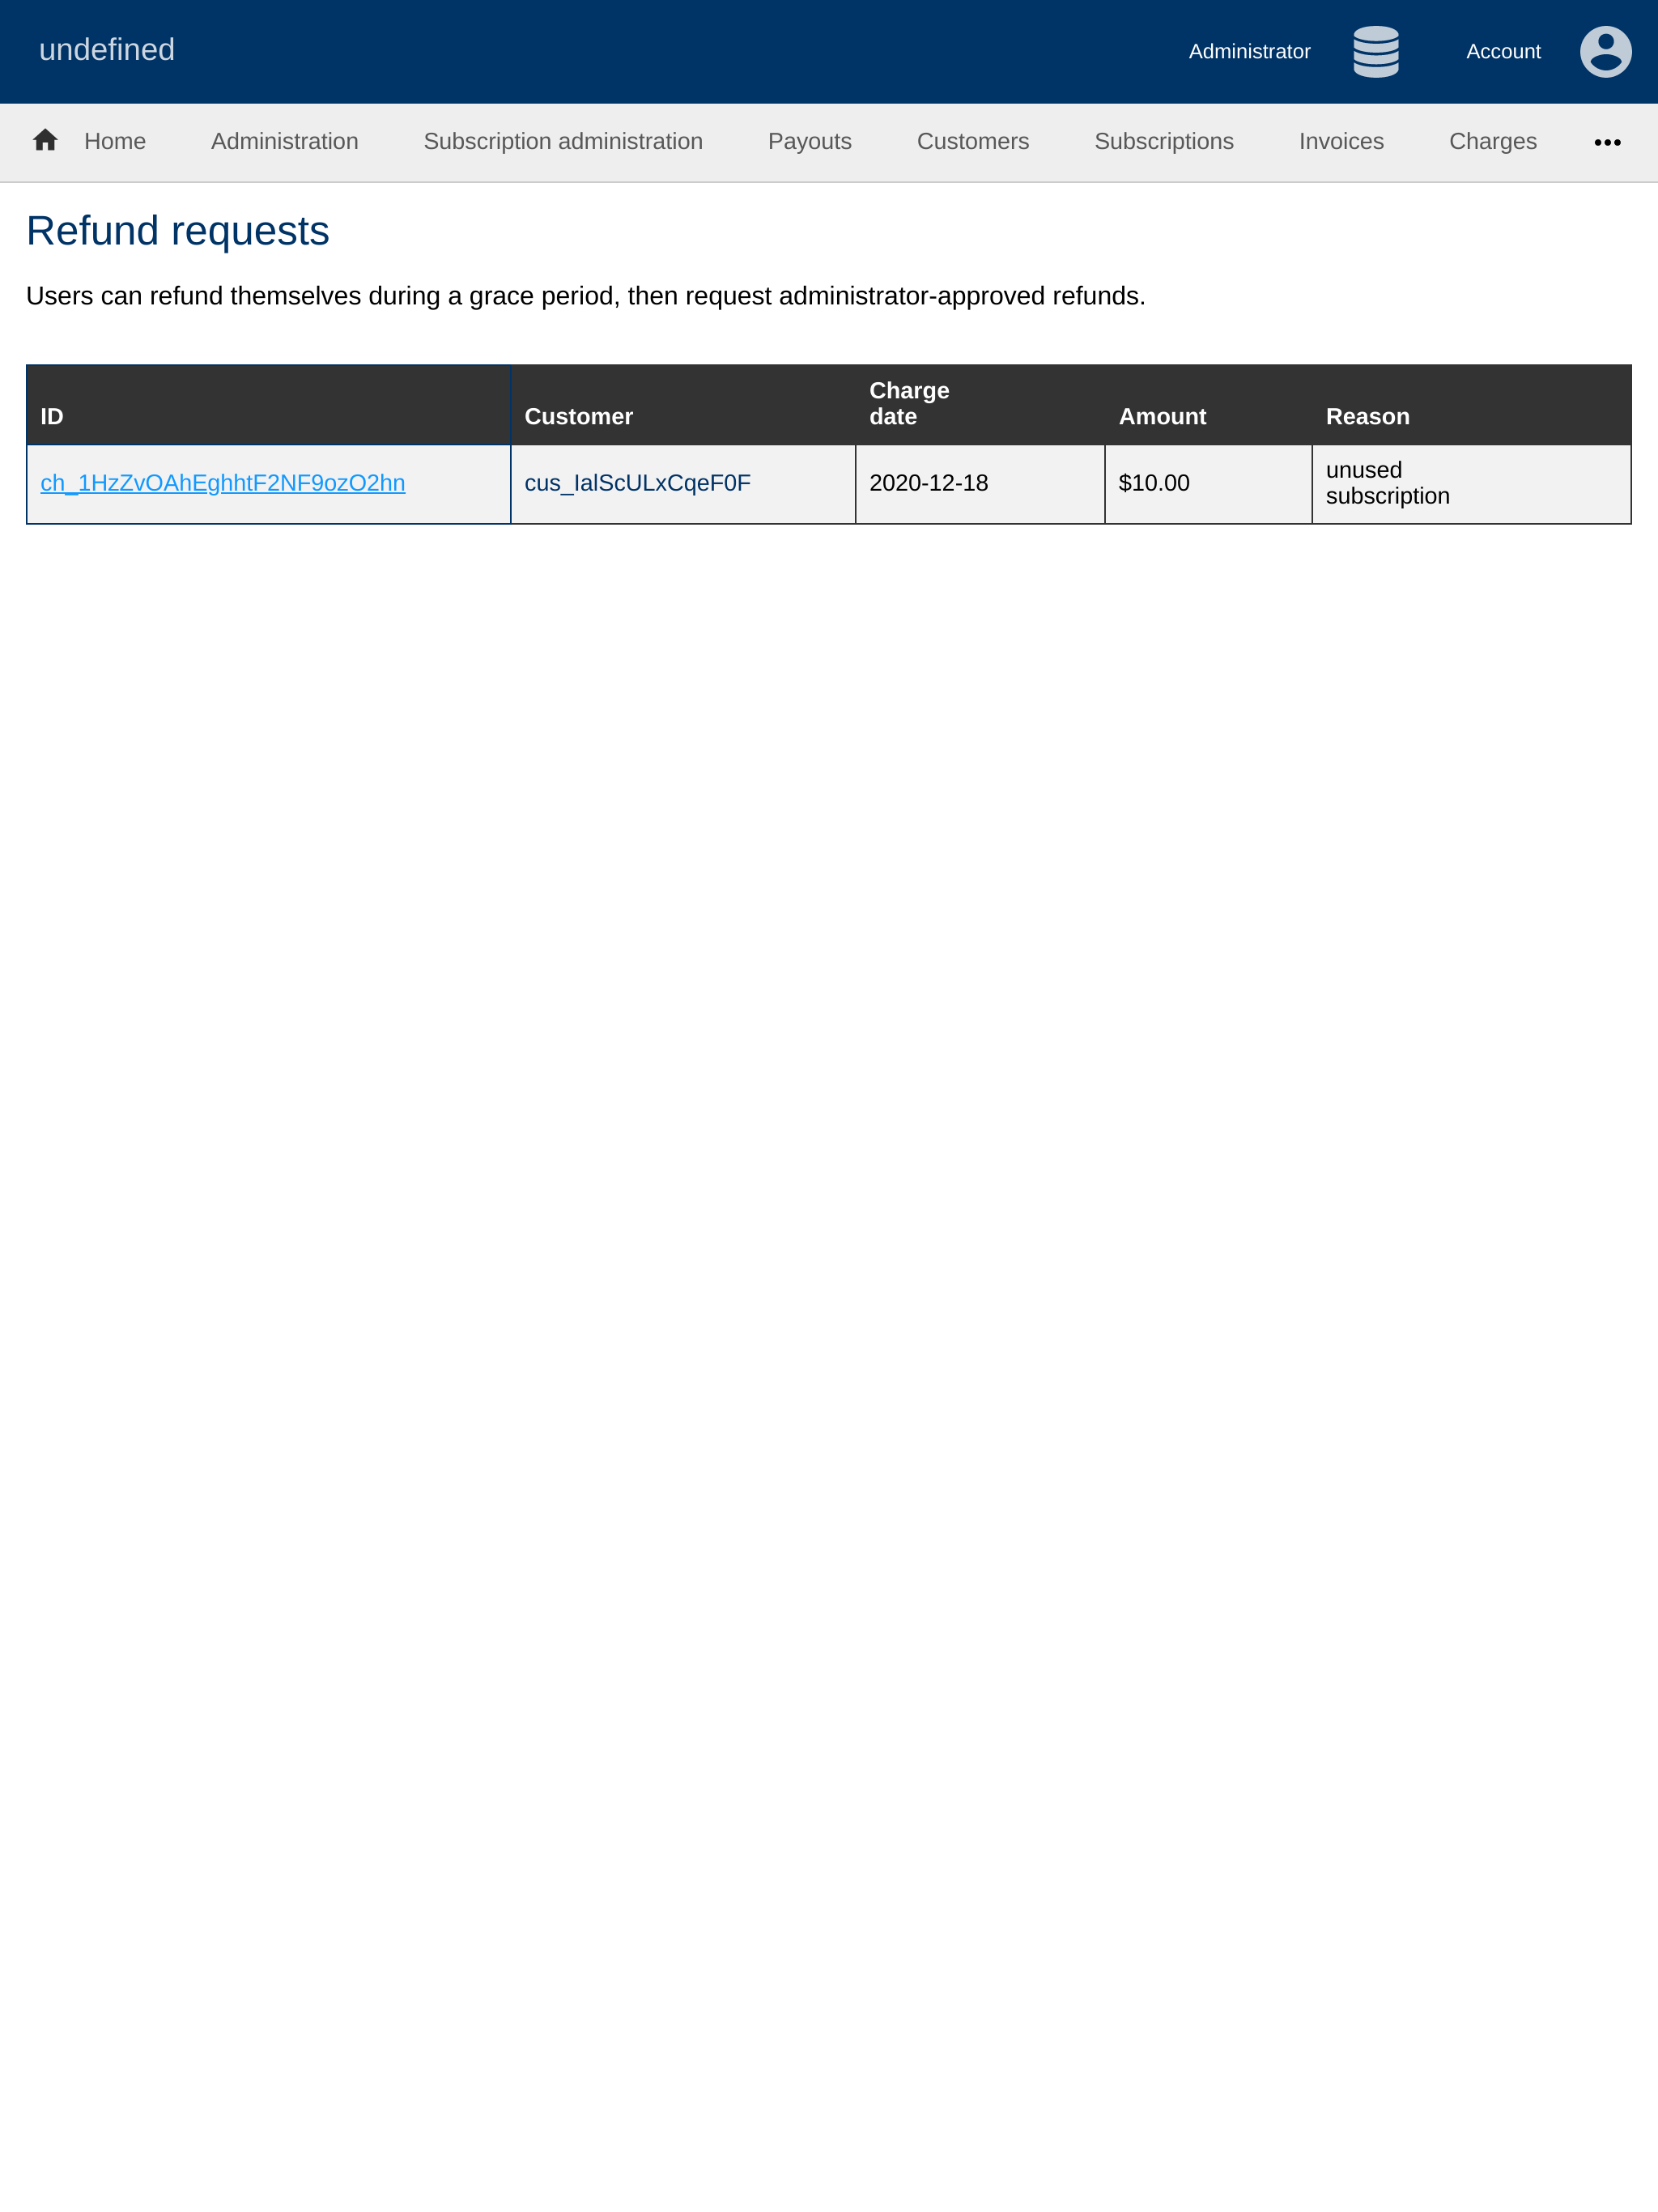 undefined
Administrator
Account
Home
Administration
Subscription administration
Payouts
Customers
Subscriptions
Invoices
Charges
Refund requests
Users can refund themselves during a grace period, then request administrator-approved refunds.
ID
Customer
Charge
date
Amount
Reason
ch_1HzZvOAhEghhtF2NF9ozO2hn
cus_IalScULxCqeF0F
2020-12-18
$10.00
unused
subscription